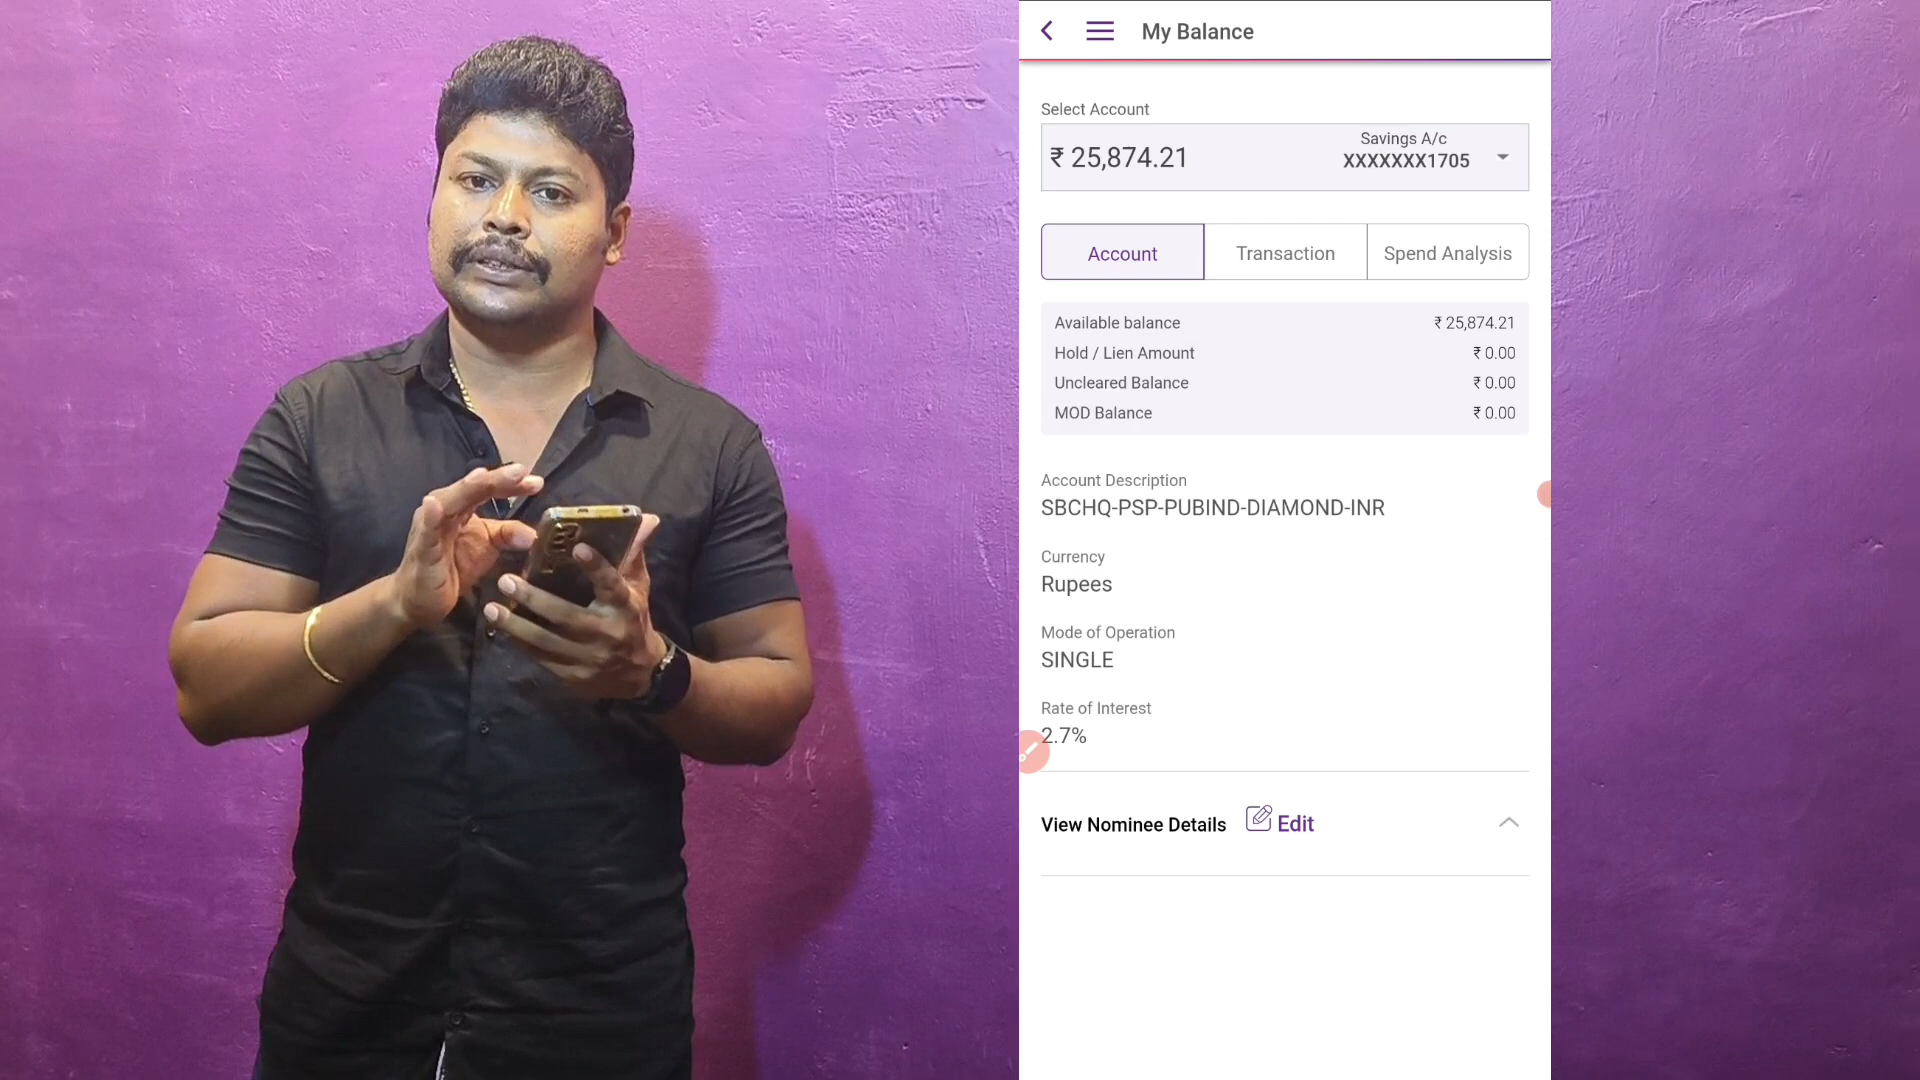 My Balance
Select Account
₹ 25,874.21
Savings A/c
XXXXXXX1705
Account Transaction Spend Analysis
Available balance ₹ 25,874.21
Hold / Lien Amount ₹ 0.00
Uncleared Balance ₹ 0.00
MOD Balance ₹ 0.00
Account Description
SBCHQ-PSP-PUBIND-DIAMOND-INR
Currency
Rupees
Mode of Operation
SINGLE
Rate of Interest
2.7%
View Nominee Details Edit